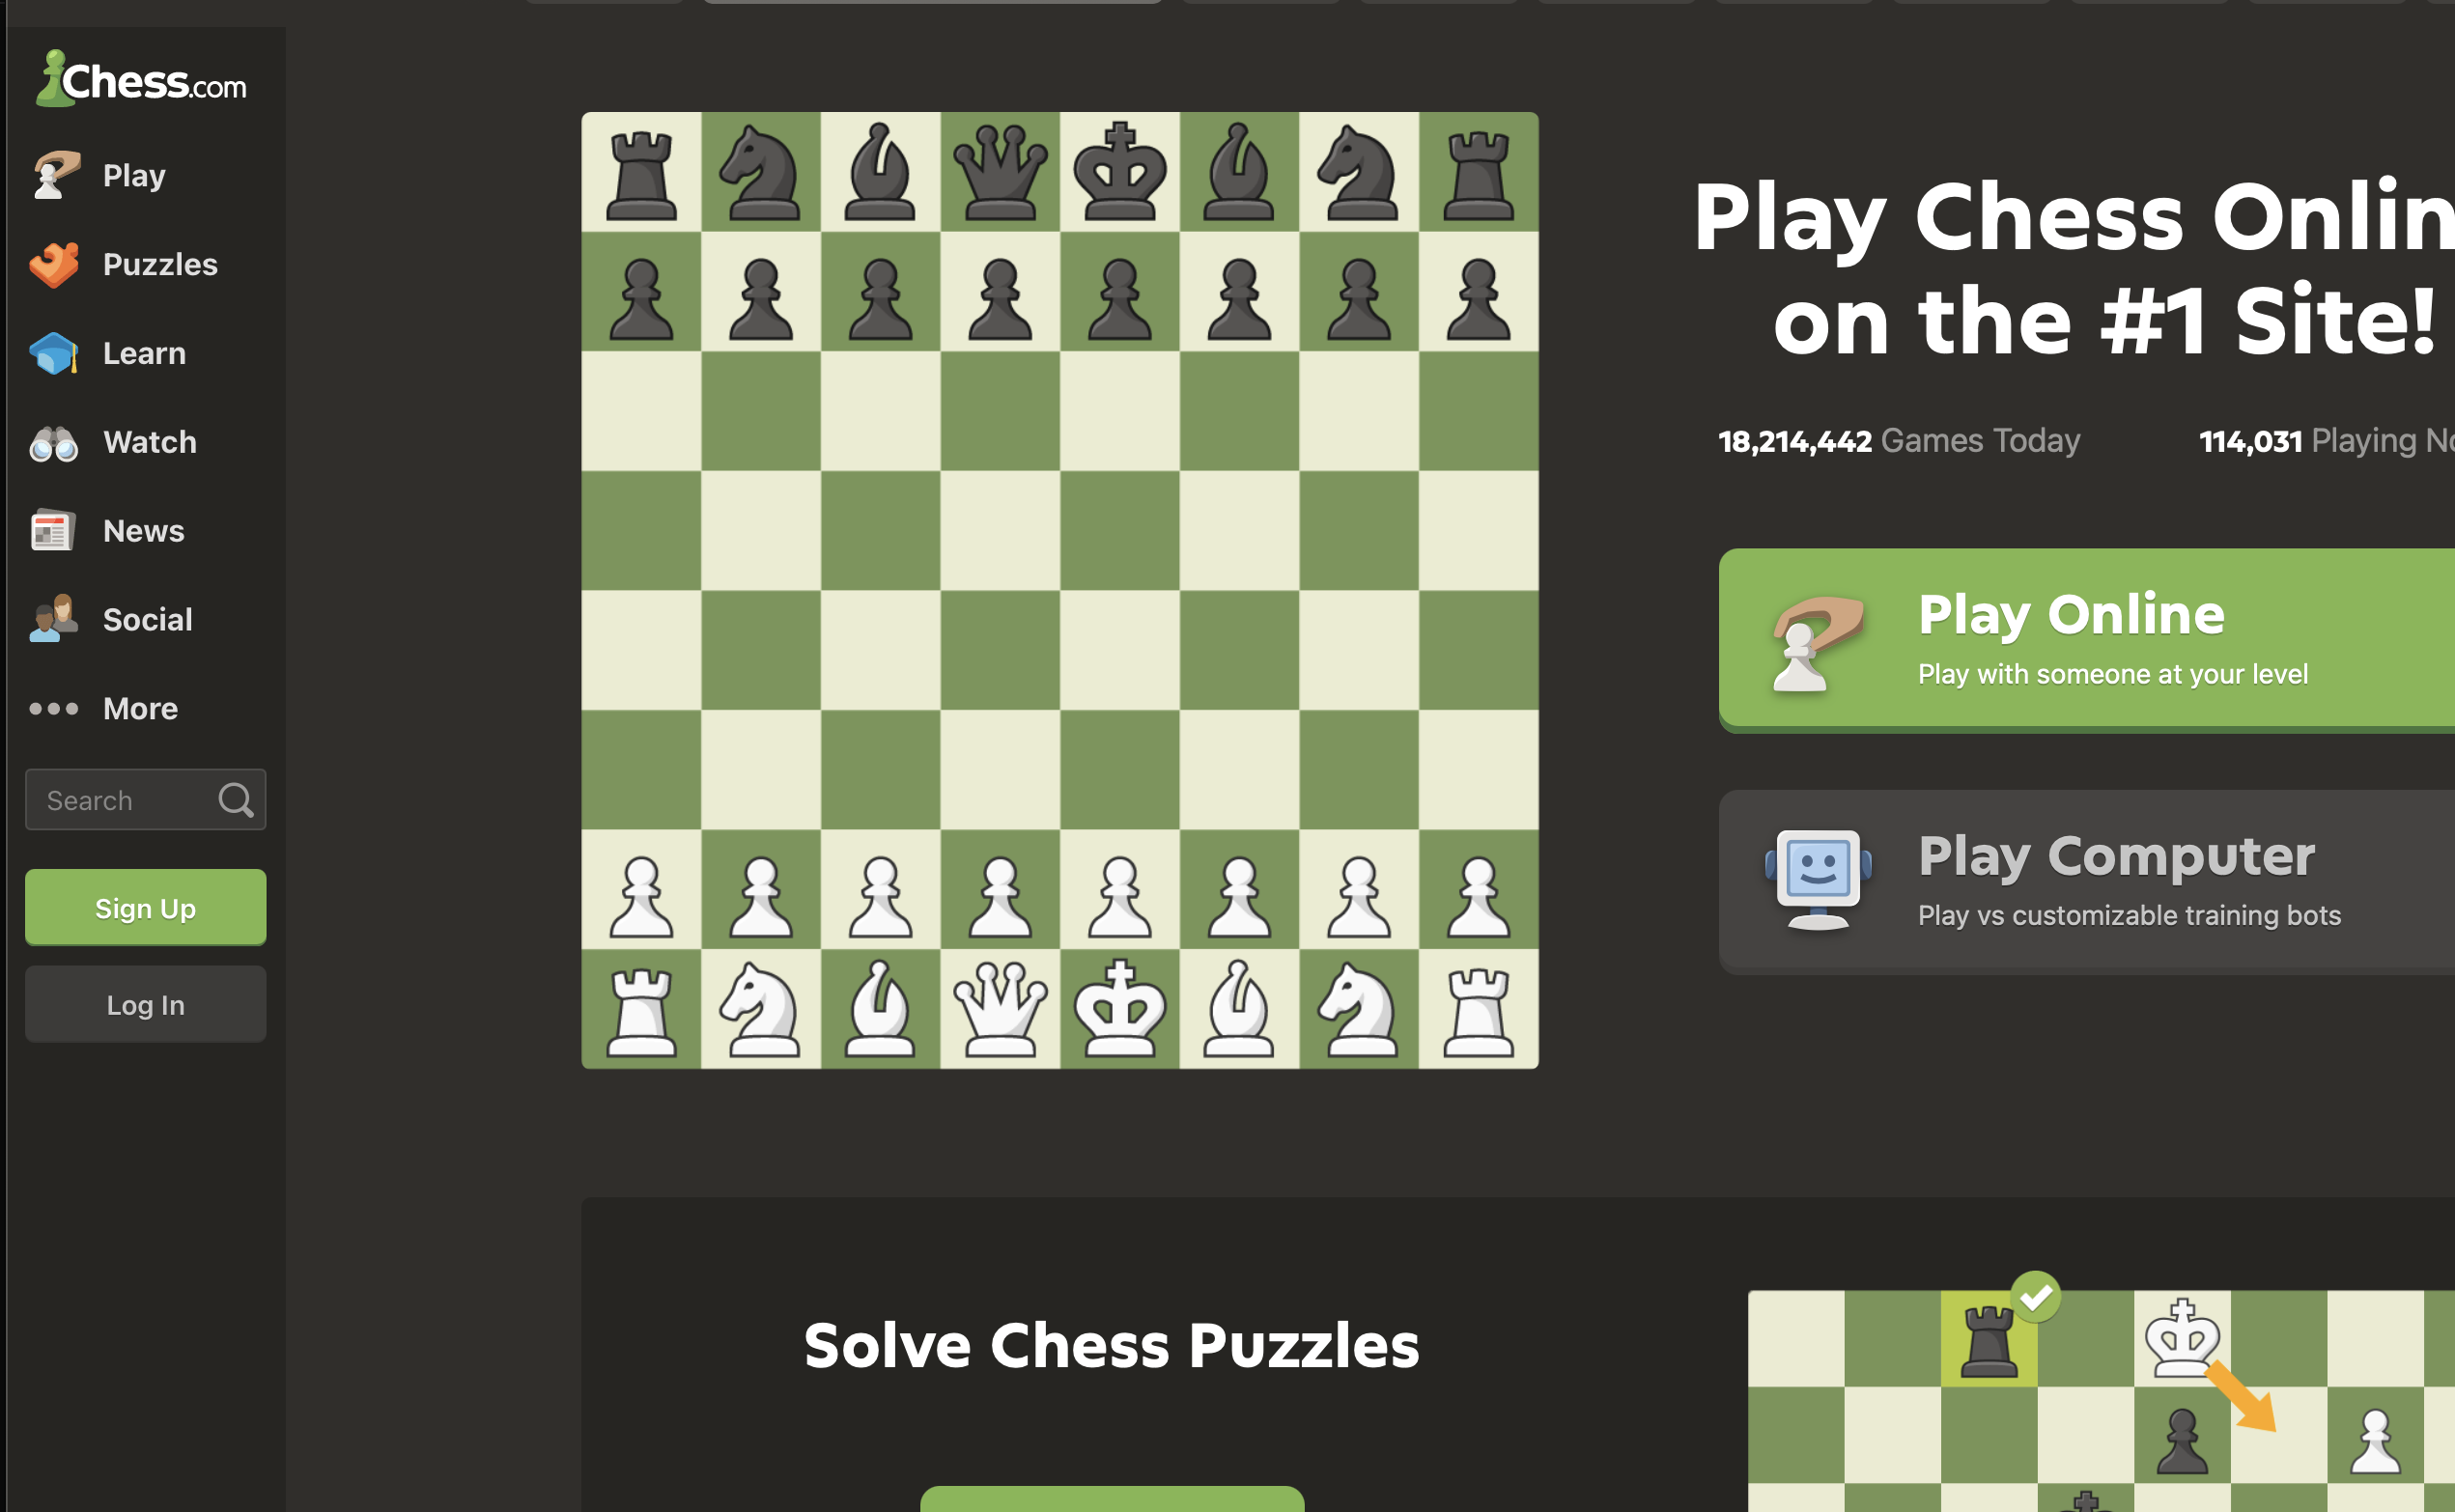 Chess.com
Play
Puzzles
Learn
Watch
News
Social
More
Search
Sign Up
Log In
Play Chess Onlin
on the #1 Site!
18,214,442 Games Today
114,031 Playing No
Play Online
Play with someone at your level
Play Computer
Play vs customizable training bots
Solve Chess Puzzles